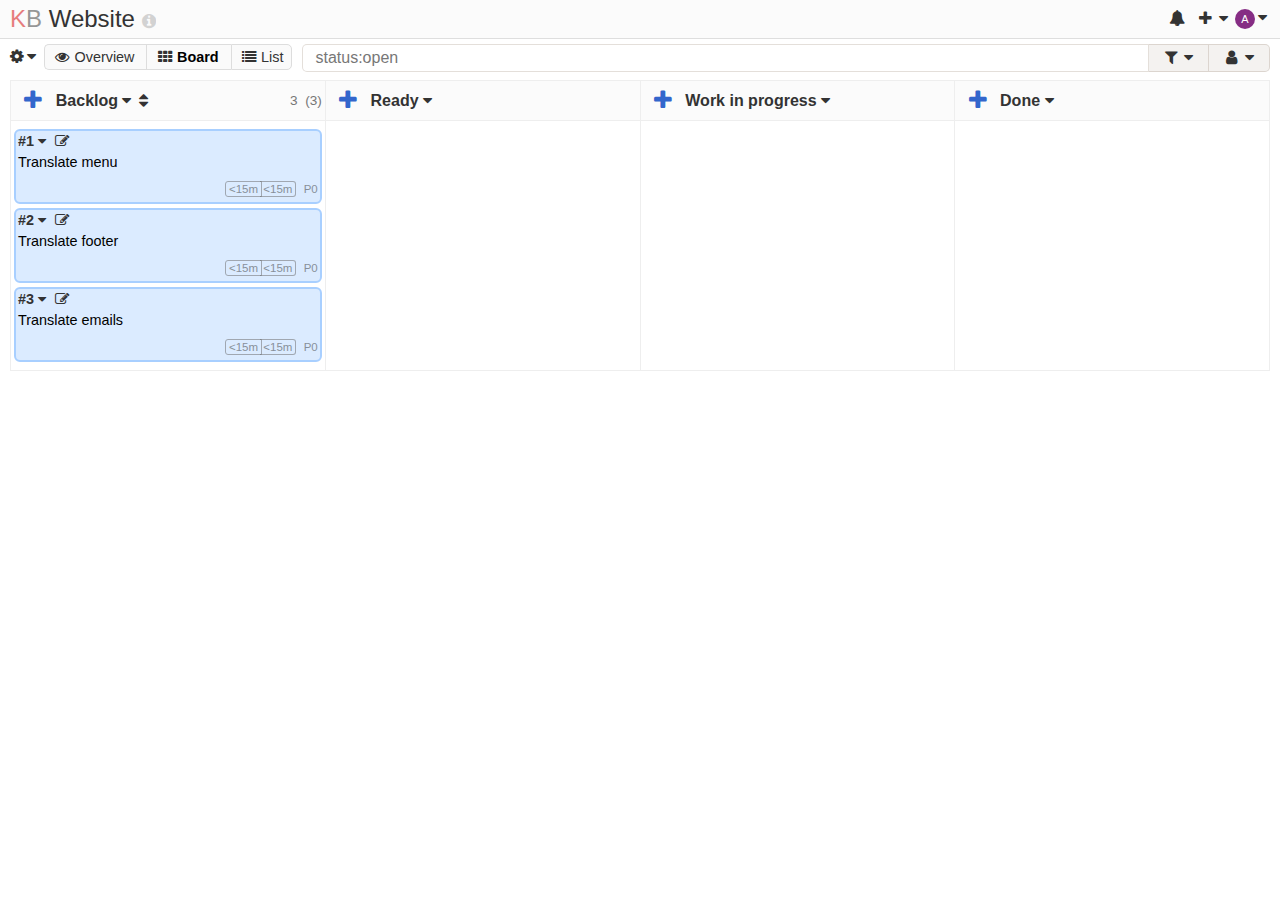 KB Website
A
Overview Board List status:open
Backlog 3 (3) Ready Work in progress Done
#1
Translate menu
<15m <15m P0
#2
Translate footer
<15m <15m P0
#3
Translate emails
<15m <15m P0